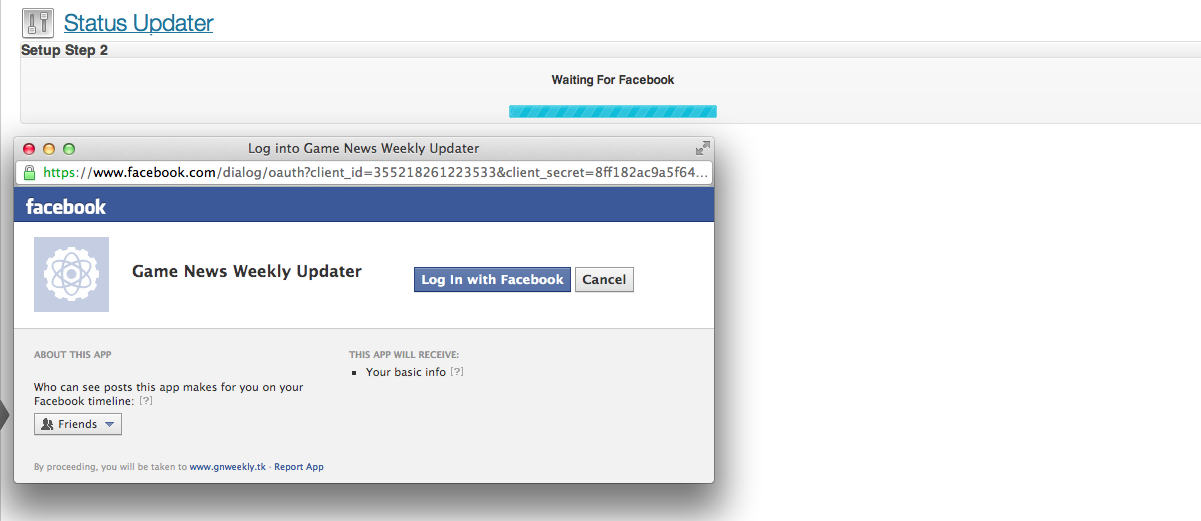 Status Updater
Setup Step 2
Waiting For Facebook
Log into Game News Weekly Updater
https://www.facebook.com/dialog/oauth?client_id=355218261223533&client_secret=8ff182ac9a5f64...
facebook
Game News Weekly Updater
Log In with Facebook
Cancel
ABOUT THIS APP
THIS APP WILL RECEIVE:
Your basic info [?]
Who can see posts this app makes for you on your
Facebook timeline: [?]
Friends
By proceeding, you will be taken to www.gnweekly.tk · Report App